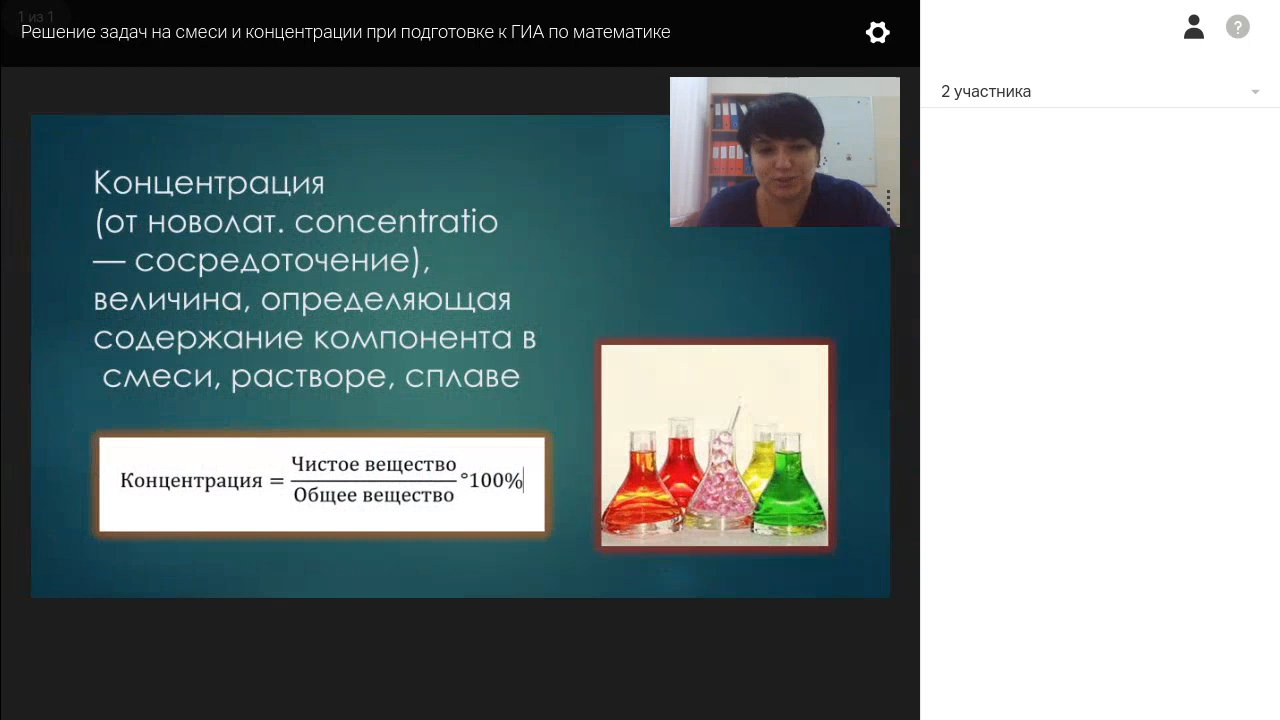 1 из 1
Решение задач на смеси и концентрации при подготовке к ГИА по математике
?
2 участника
Концентрация
(от новолат. concentratio
— сосредоточение),
величина, определяющая
содержание компонента в
смеси, растворе, сплаве
Концентрация = Чистое вещество / Общее вещество °100%